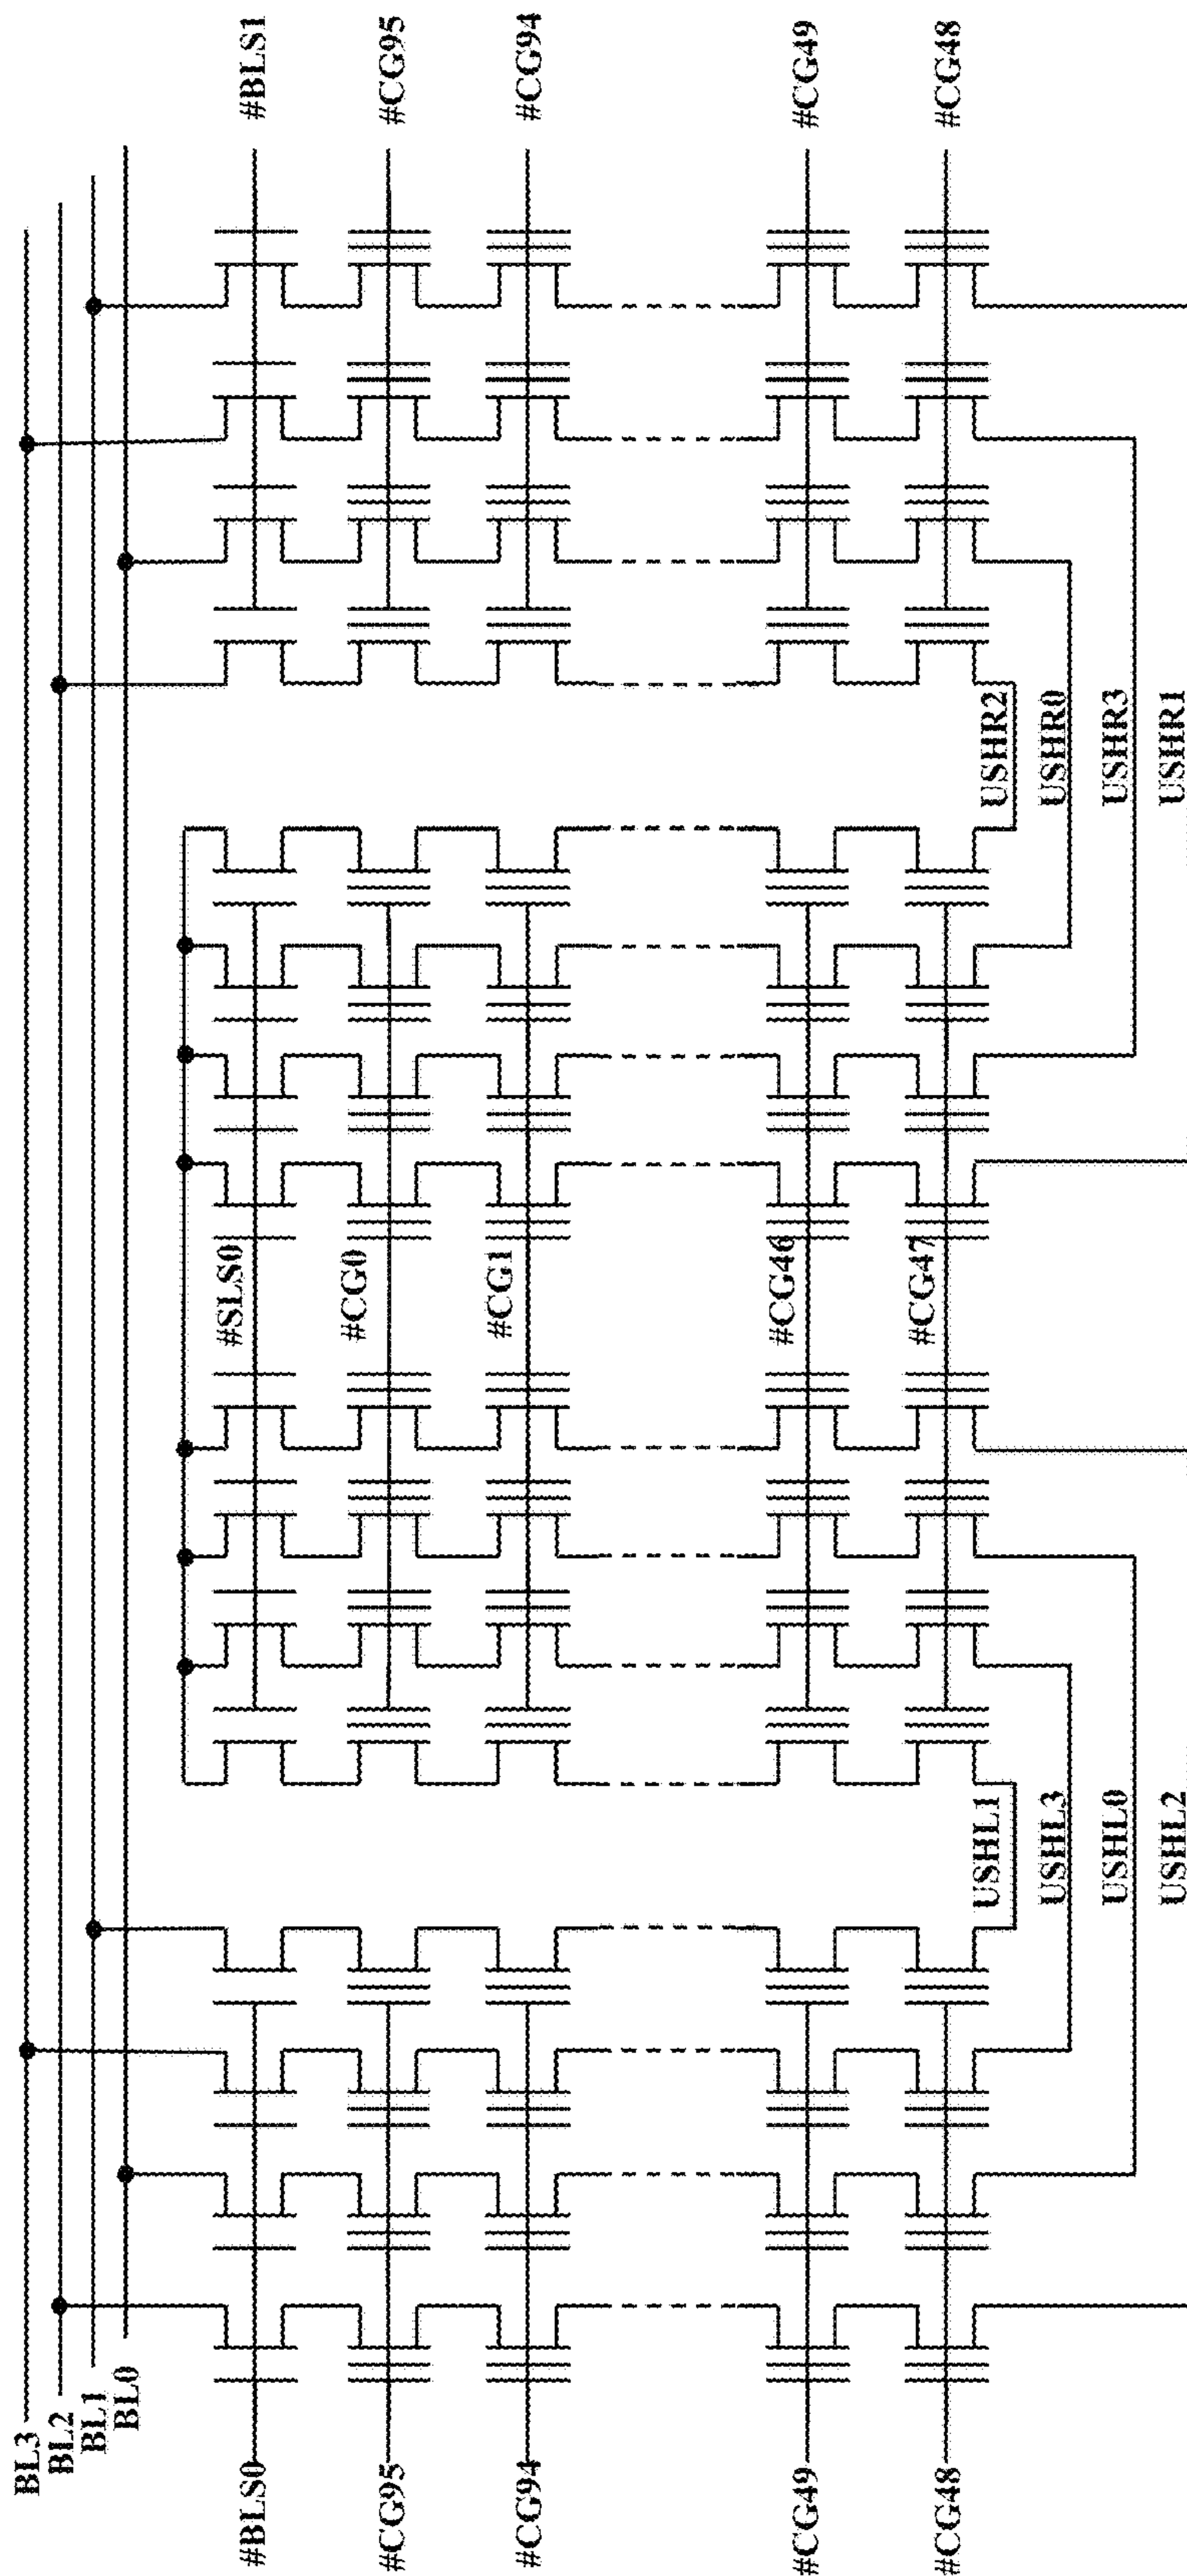 BL3
BL2
BL1
BL0
#BLS0
#SLS0
#BLS1
#CG95
#CG0
#CG95
#CG94
#CG1
#CG94
#CG49
#CG46
#CG49
#CG48
#CG47
#CG48
USHL1
USHR2
USHL3
USHR0
USHL0
USHR3
USHL2
USHR1